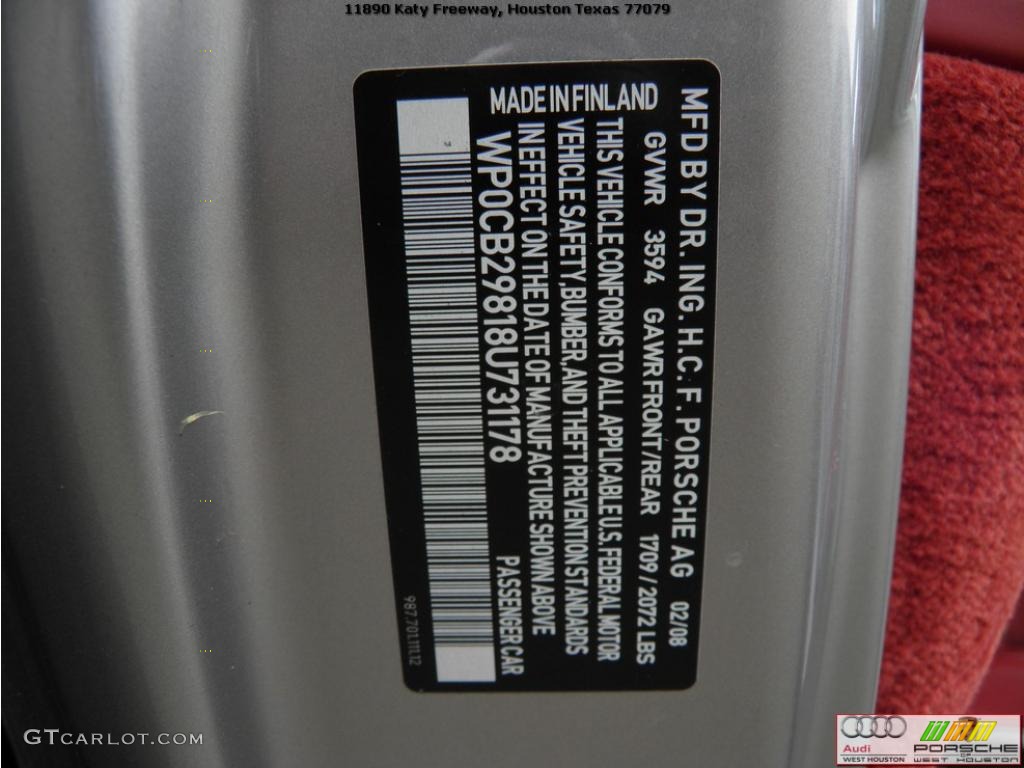 11890 Katy Freeway, Houston Texas 77079
MFD BY DR. ING. H.C. F. PORSCHE AG 02/08
GVWR 3594 GAWR FRONT/REAR 1709/2072 LBS
THIS VEHICLE CONFORMS TO ALL APPLICABLE U.S. FEDERAL MOTOR
VEHICLE SAFETY, BUMBER, AND THEFT PREVENTION STANDARDS
IN EFFECT ON THE DATE OF MANUFACTURE SHOWN ABOVE
MADE IN FINLAND
WP0CB29818U731178 PASSENGER CAR
987.701.111.12
GTCARLOT.COM
Audi
WEST HOUSTON
PORSCHE
OF
WEST HOUSTON